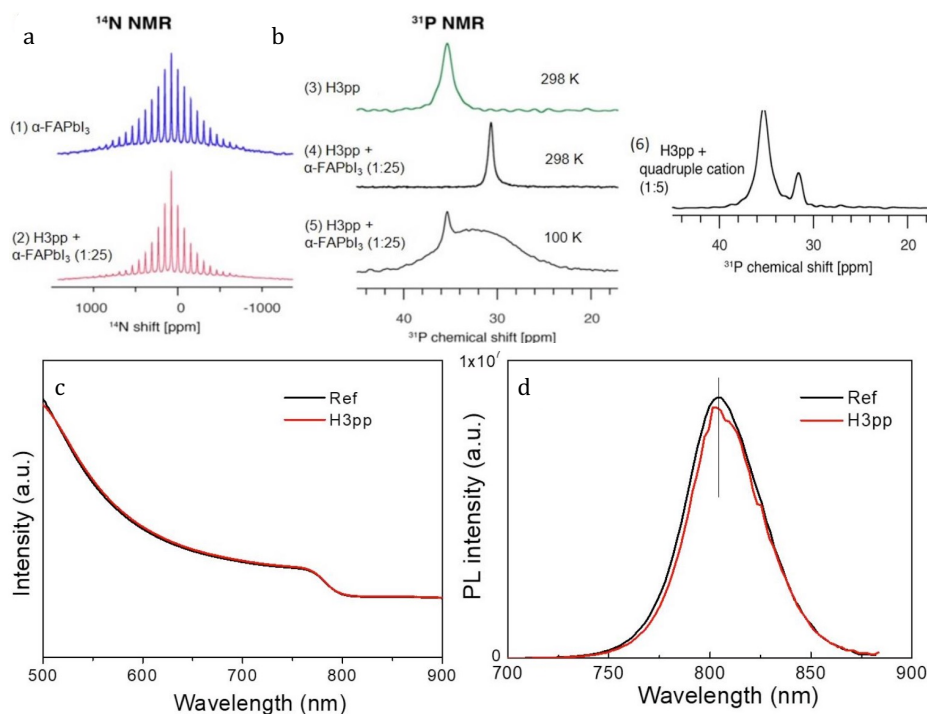 ¹⁴N NMR
a
(1) α-FAPbI₃
(2) H3pp +
α-FAPbI₃ (1:25)
1000 0 -1000
¹⁴N shift [ppm]
³¹P NMR
b
(3) H3pp
298 K
(4) H3pp +
α-FAPbI₃ (1:25)
298 K
(5) H3pp +
α-FAPbI₃ (1:25)
100 K
40 30 20
³¹P chemical shift [ppm]
(6) H3pp +
quadruple cation
(1:5)
40 30 20
³¹P chemical shift [ppm]
c
Ref
H3pp
Intensity (a.u.)
500 600 700 800 900
Wavelength (nm)
1x10⁷
d
Ref
H3pp
PL intensity (a.u.)
0
700 750 800 850 900
Wavelength (nm)